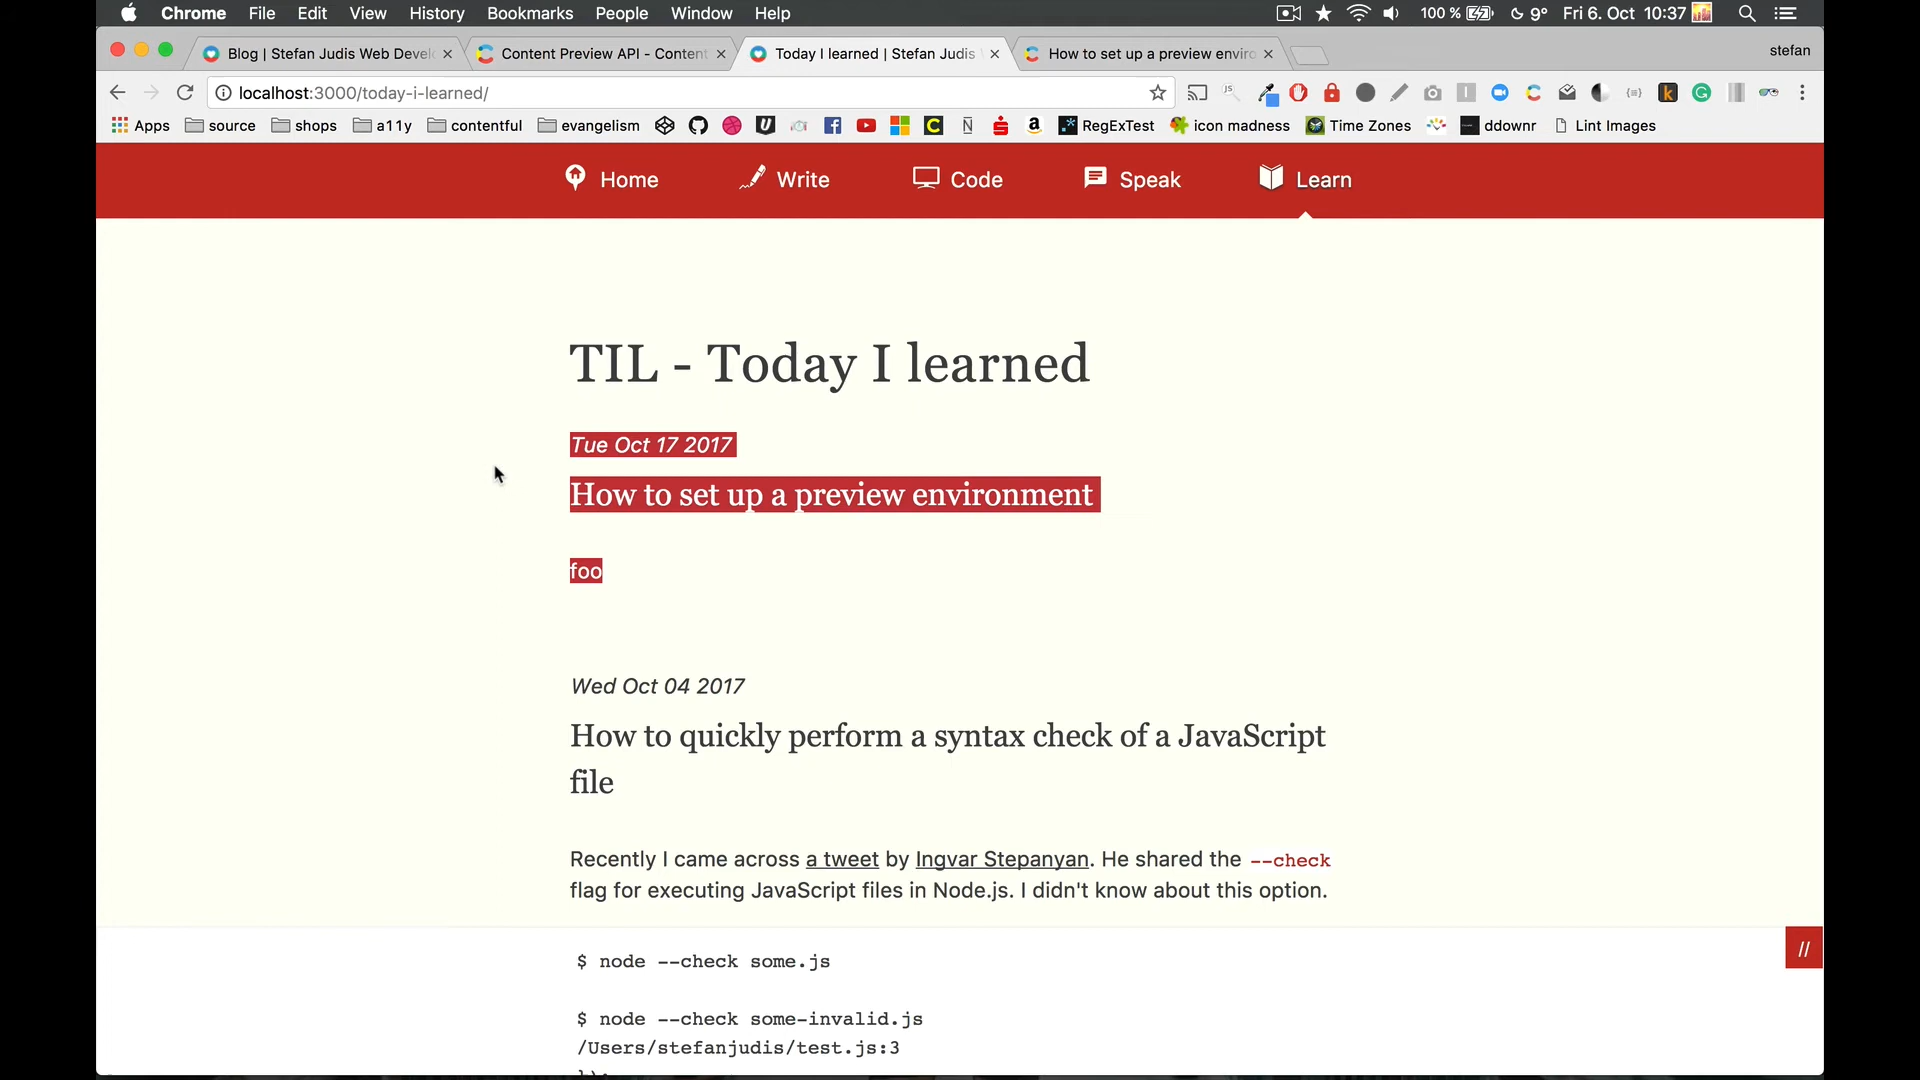 Chrome File Edit View History Bookmarks People Window Help 100 % 9° Fri 6. Oct 10:37
Blog | Stefan Judis Web Devel Content Preview API - Content Today I learned | Stefan Judis How to set up a preview enviro stefan
localhost:3000/today-i-learned/
Apps source shops a11y contentful evangelism RegExTest icon madness Time Zones ddownr Lint Images
Home Write Code Speak Learn
TIL - Today I learned
Tue Oct 17 2017
How to set up a preview environment
foo
Wed Oct 04 2017
How to quickly perform a syntax check of a JavaScript
file
Recently I came across a tweet by Ingvar Stepanyan. He shared the --check
flag for executing JavaScript files in Node.js. I didn't know about this option.
//
$ node --check some.js
$ node --check some-invalid.js
/Users/stefanjudis/test.js:3